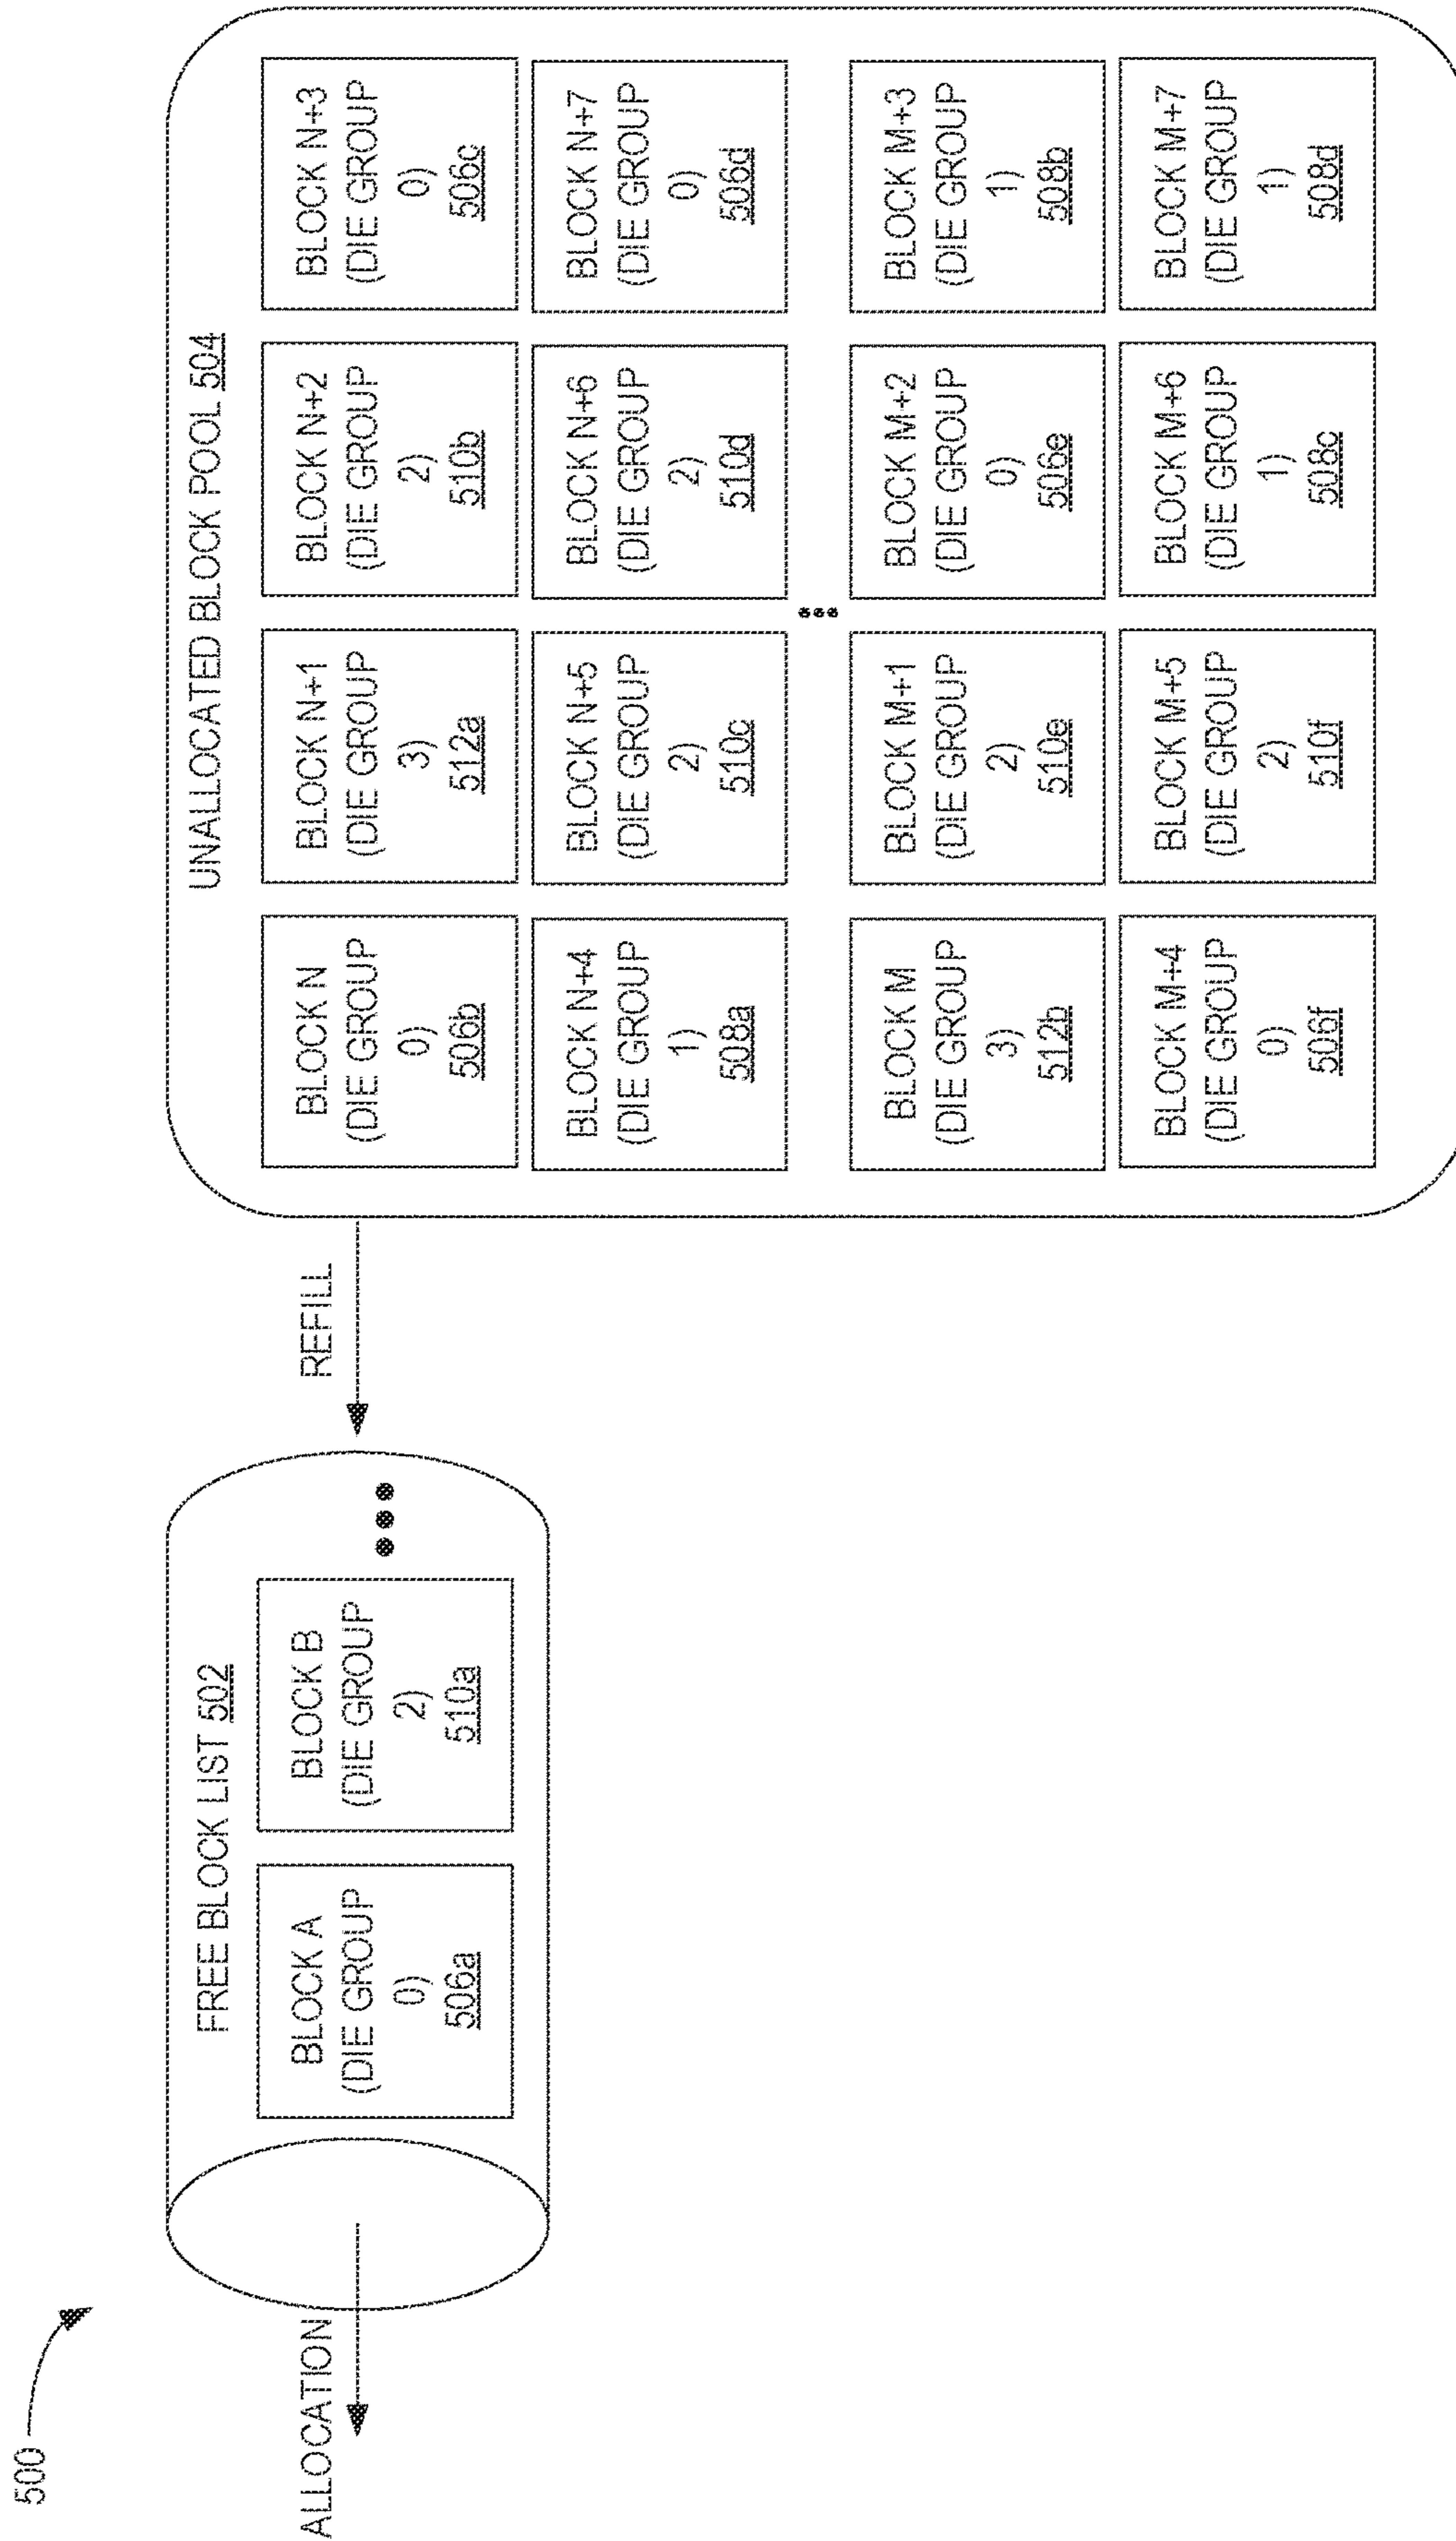 500
ALLOCATION
FREE BLOCK LIST 502
BLOCK A
(DIE GROUP
0)
506a
BLOCK B
(DIE GROUP
2)
510a
REFILL
UNALLOCATED BLOCK POOL 504
BLOCK N
(DIE GROUP
0)
506b
BLOCK N+1
(DIE GROUP
3)
512a
BLOCK N+2
(DIE GROUP
2)
510b
BLOCK N+3
(DIE GROUP
0)
506c
BLOCK N+4
(DIE GROUP
1)
508a
BLOCK N+5
(DIE GROUP
2)
510c
BLOCK N+6
(DIE GROUP
2)
510d
BLOCK N+7
(DIE GROUP
0)
506d
BLOCK M
(DIE GROUP
3)
512b
BLOCK M+1
(DIE GROUP
2)
510e
BLOCK M+2
(DIE GROUP
0)
506e
BLOCK M+3
(DIE GROUP
1)
508b
BLOCK M+4
(DIE GROUP
0)
506f
BLOCK M+5
(DIE GROUP
2)
510f
BLOCK M+6
(DIE GROUP
1)
508c
BLOCK M+7
(DIE GROUP
1)
508d